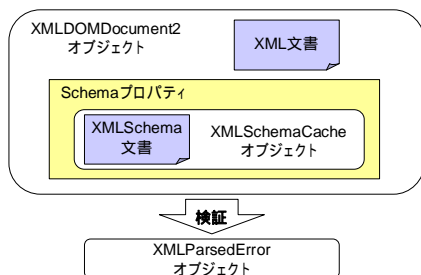 XMLDOMDocument2
オブジェクト
XML文書
Schemaプロパティ
XMLSchema
文書
XMLSchemaCache
オブジェクト
検証
XMLParsedError
オブジェクト